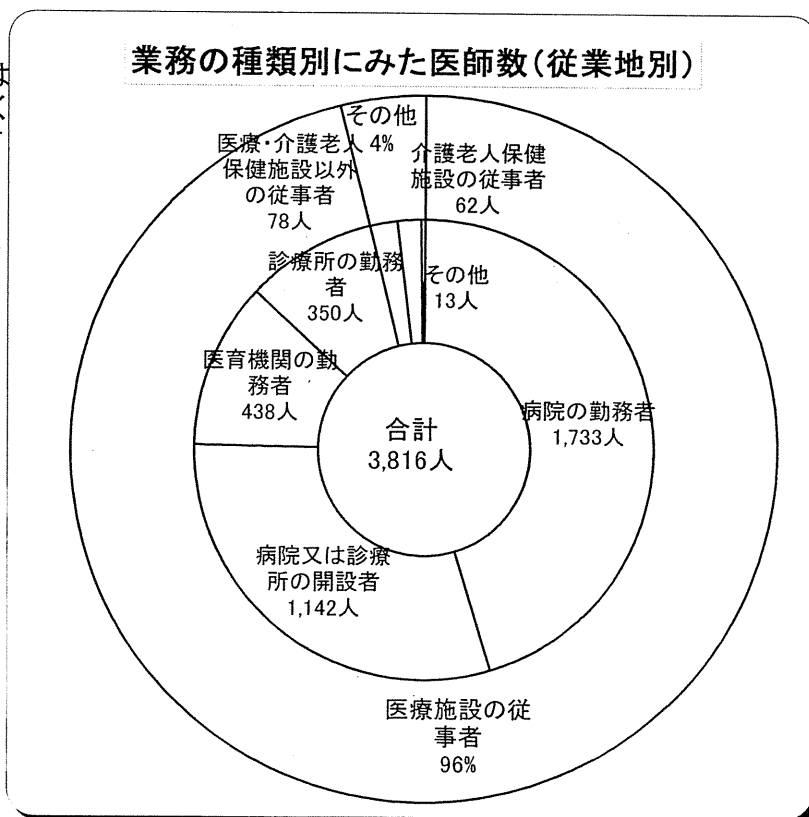 業務の種類別にみた医師数(従業地別)
その他
4%
医療・介護老人
保健施設以外
の従事者
78人
介護老人保健
施設の従事者
62人
診療所の勤務
者
350人
その他
13人
医育機関の勤
務者
438人
病院の勤務者
1,733人
合計
3,816人
病院又は診療
所の開設者
1,142人
医療施設の従
事者
96%